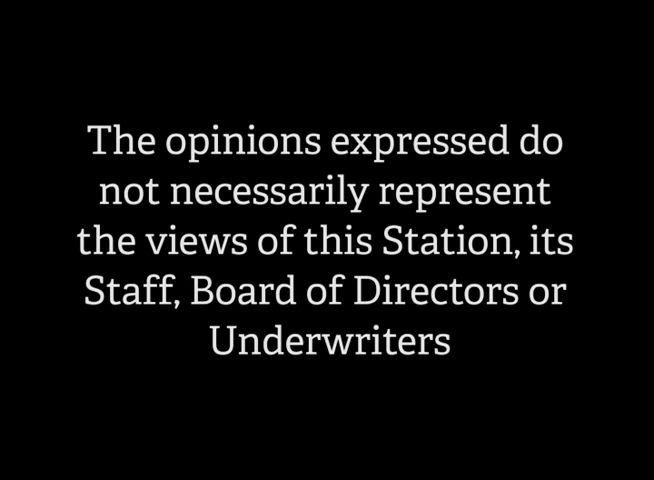 The opinions expressed do
not necessarily represent
the views of this Station, its
Staff, Board of Directors or
Underwriters